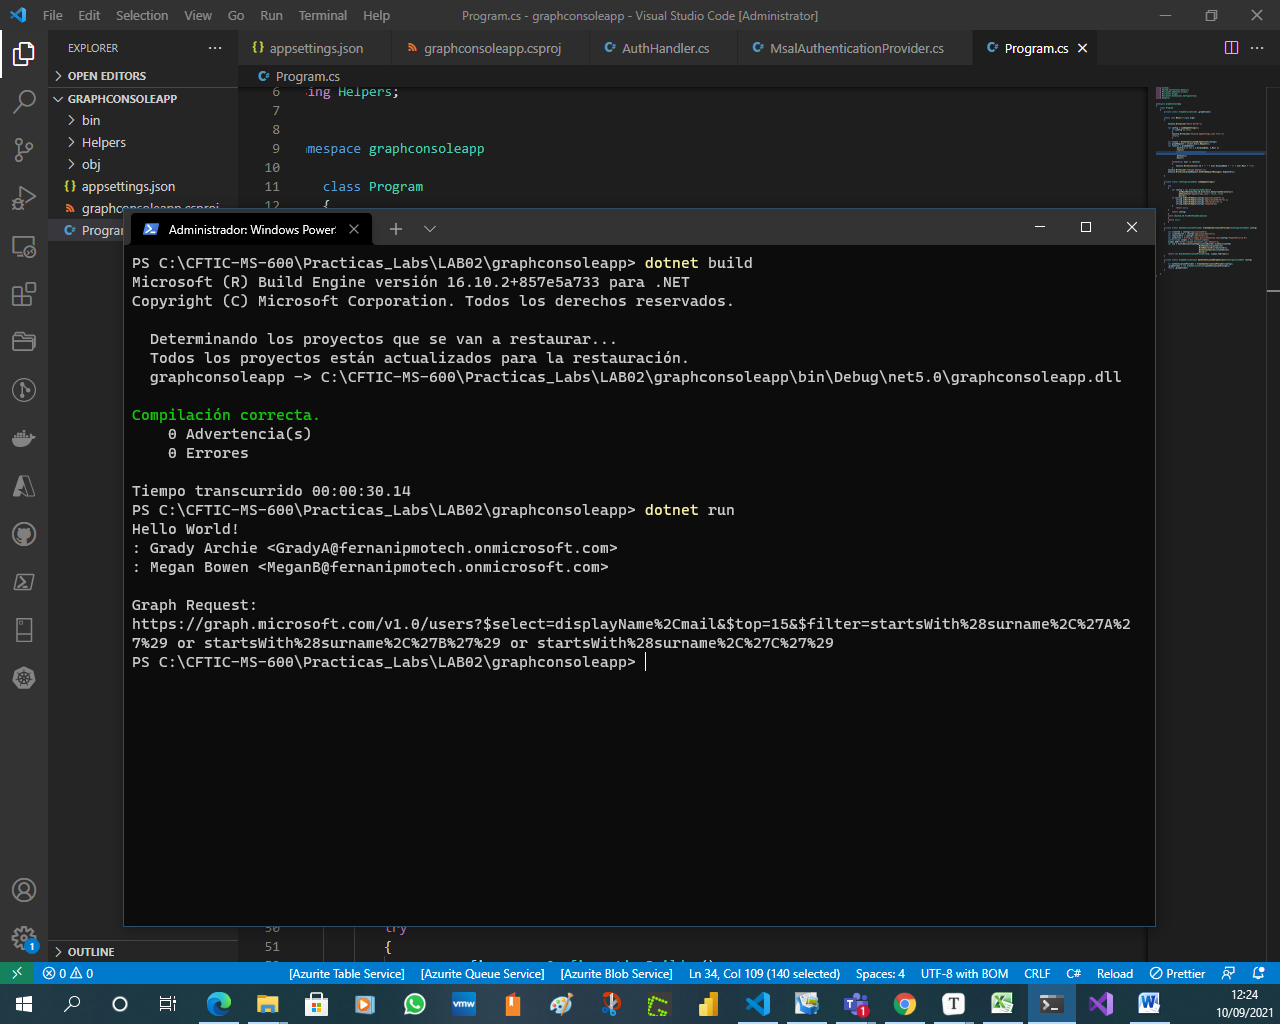 File Edit Selection View Go Run Terminal Help
Program.cs - graphconsoleapp - Visual Studio Code [Administrator]
EXPLORER
appsettings.json
graphconsoleapp.csproj
AuthHandler.cs
MsalAuthenticationProvider.cs
Program.cs
OPEN EDITORS
GRAPHCONSOLEAPP
bin
Helpers
obj
appsettings.json
graphconsoleapp.csproj
Program
Program.cs
6 ing Helpers;
7
8
9 mespace graphconsoleapp
10
11 class Program
12 {
Administrador: Windows Power
PS C:\CFTIC-MS-600\Practicas_Labs\LAB02\graphconsoleapp> dotnet build
Microsoft (R) Build Engine versión 16.10.2+857e5a733 para .NET
Copyright (C) Microsoft Corporation. Todos los derechos reservados.
Determinando los proyectos que se van a restaurar...
Todos los proyectos están actualizados para la restauración.
graphconsoleapp -> C:\CFTIC-MS-600\Practicas_Labs\LAB02\graphconsoleapp\bin\Debug\net5.0\graphconsoleapp.dll
Compilación correcta.
0 Advertencia(s)
0 Errores
Tiempo transcurrido 00:00:30.14
PS C:\CFTIC-MS-600\Practicas_Labs\LAB02\graphconsoleapp> dotnet run
Hello World!
: Grady Archie <GradyA@fernanipmotech.onmicrosoft.com>
: Megan Bowen <MeganB@fernanipmotech.onmicrosoft.com>
Graph Request:
https://graph.microsoft.com/v1.0/users?$select=displayName%2Cmail&$top=15&$filter=startsWith%28surname%2C%27A%2
7%29 or startsWith%28surname%2C%27B%27%29 or startsWith%28surname%2C%27C%27%29
PS C:\CFTIC-MS-600\Practicas_Labs\LAB02\graphconsoleapp>
50 try
51 {
OUTLINE
0 0 [Azurite Table Service] [Azurite Queue Service] [Azurite Blob Service] Ln 34, Col 109 (140 selected) Spaces: 4 UTF-8 with BOM CRLF C# Reload Prettier
vmw
T
1
12:24
10/09/2021